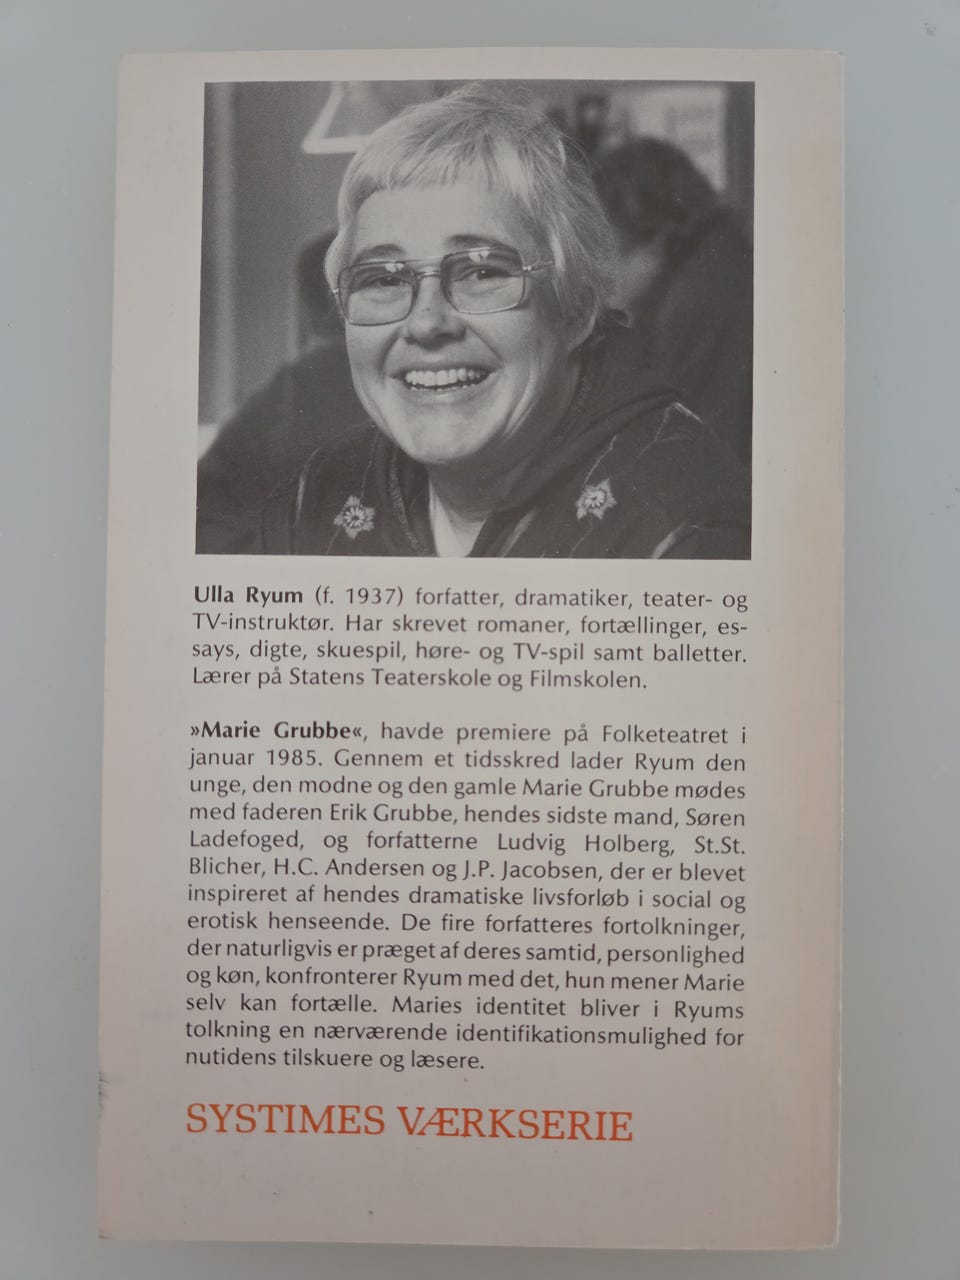 Ulla Ryum (f. 1937) forfatter, dramatiker, teater- og
TV-instruktør. Har skrevet romaner, fortællinger, es-
says, digte, skuespil, høre- og TV-spil samt balletter.
Lærer på Statens Teaterskole og Filmskolen.
»Marie Grubbe«, havde premiere på Folketeatret i
januar 1985. Gennem et tidsskred lader Ryum den
unge, den modne og den gamle Marie Grubbe mødes
med faderen Erik Grubbe, hendes sidste mand, Søren
Ladefoged, og forfatterne Ludvig Holberg, St.St.
Blicher, H.C. Andersen og J.P. Jacobsen, der er blevet
inspireret af hendes dramatiske livsforløb i social og
erotisk henseende. De fire forfatteres fortolkninger,
der naturligvis er præget af deres samtid, personlighed
og køn, konfronterer Ryum med det, hun mener Marie
selv kan fortælle. Maries identitet bliver i Ryums
tolkning en nærværende identifikationsmulighed for
nutidens tilskuere og læsere.
SYSTIMES VÆRKSERIE